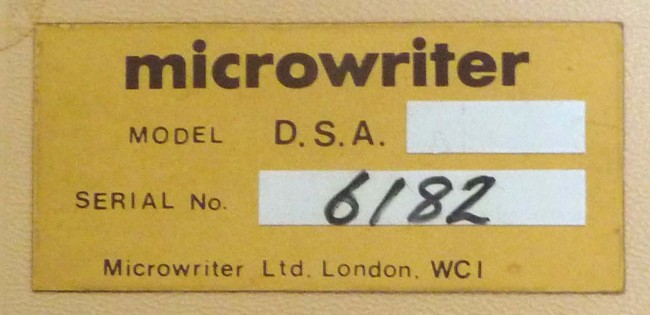 microwriter
MODEL D.S.A.
SERIAL No. 6182
Microwriter Ltd. London. WC1